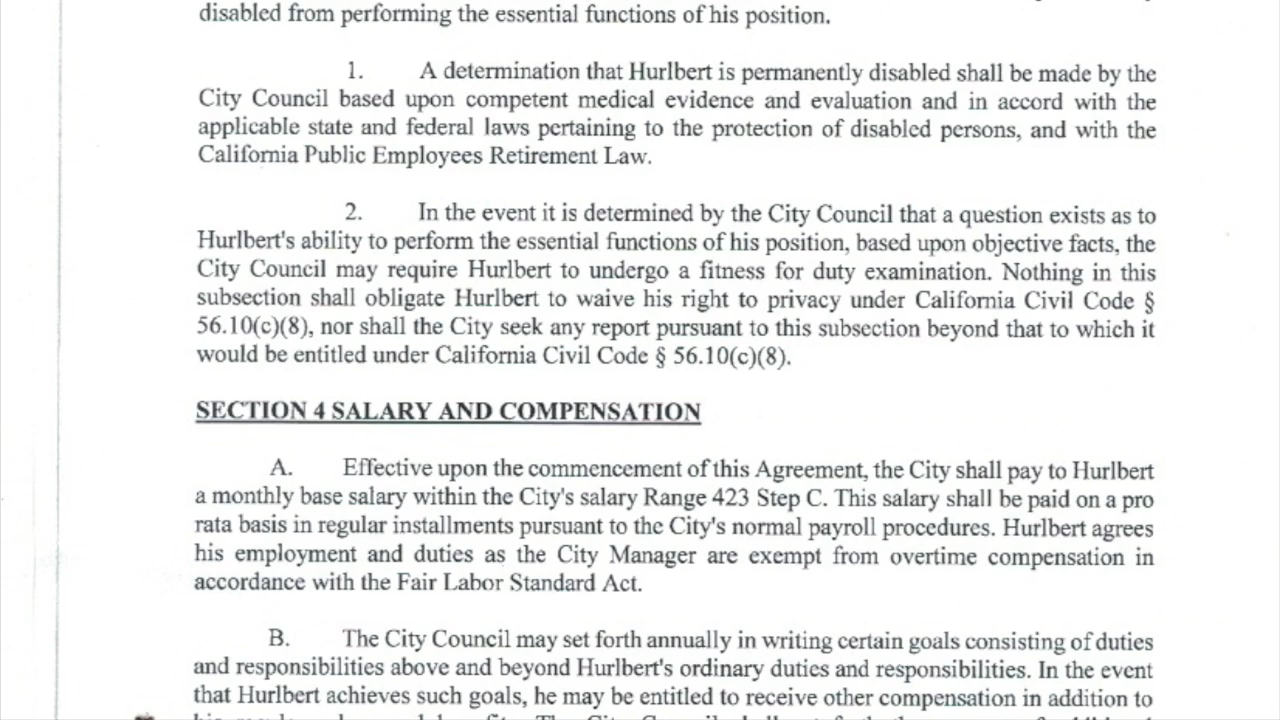 disabled from performing the essential functions of his position.
1. A determination that Hurlbert is permanently disabled shall be made by the
City Council based upon competent medical evidence and evaluation and in accord with the
applicable state and federal laws pertaining to the protection of disabled persons, and with the
California Public Employees Retirement Law.
2. In the event it is determined by the City Council that a question exists as to
Hurlbert's ability to perform the essential functions of his position, based upon objective facts, the
City Council may require Hurlbert to undergo a fitness for duty examination. Nothing in this
subsection shall obligate Hurlbert to waive his right to privacy under California Civil Code §
56.10(c)(8), nor shall the City seek any report pursuant to this subsection beyond that to which it
would be entitled under California Civil Code § 56.10(c)(8).
SECTION 4 SALARY AND COMPENSATION
A. Effective upon the commencement of this Agreement, the City shall pay to Hurlbert
a monthly base salary within the City's salary Range 423 Step C. This salary shall be paid on a pro
rata basis in regular installments pursuant to the City's normal payroll procedures. Hurlbert agrees
his employment and duties as the City Manager are exempt from overtime compensation in
accordance with the Fair Labor Standard Act.
B. The City Council may set forth annually in writing certain goals consisting of duties
and responsibilities above and beyond Hurlbert's ordinary duties and responsibilities. In the event
that Hurlbert achieves such goals, he may be entitled to receive other compensation in addition to